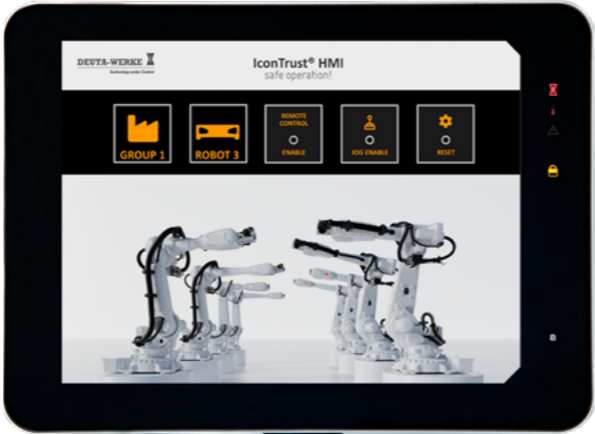 DEUTA-WERKE
Technology under Control
IconTrust® HMI
safe operation!
GROUP 1
ROBOT 3
REMOTE
CONTROL
ENABLE
JOG ENABLE
RESET